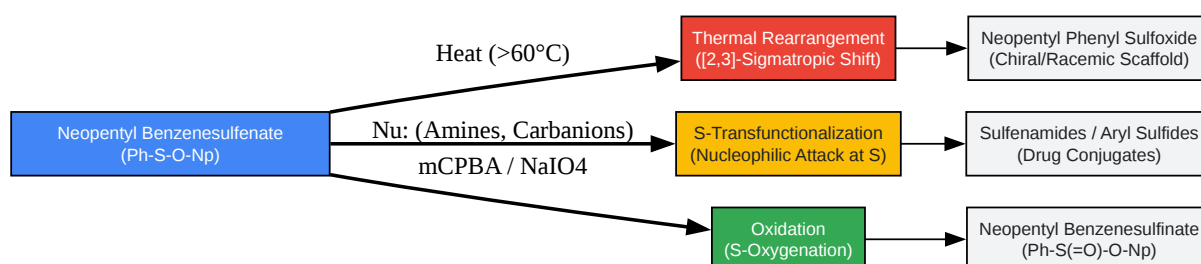 Heat (>60°C)
Thermal Rearrangement
([2,3]-Sigmatropic Shift)
Neopentyl Phenyl Sulfoxide
(Chiral/Racemic Scaffold)
Neopentyl Benzenesulfenate
(Ph-S-O-Np)
Nu: (Amines, Carbanions)
S-Transfunctionalization
(Nucleophilic Attack at S)
Sulfenamides / Aryl Sulfides
(Drug Conjugates)
mCPBA / NaIO4
Oxidation
(S-Oxygenation)
Neopentyl Benzenesulfinate
(Ph-S(=O)-O-Np)